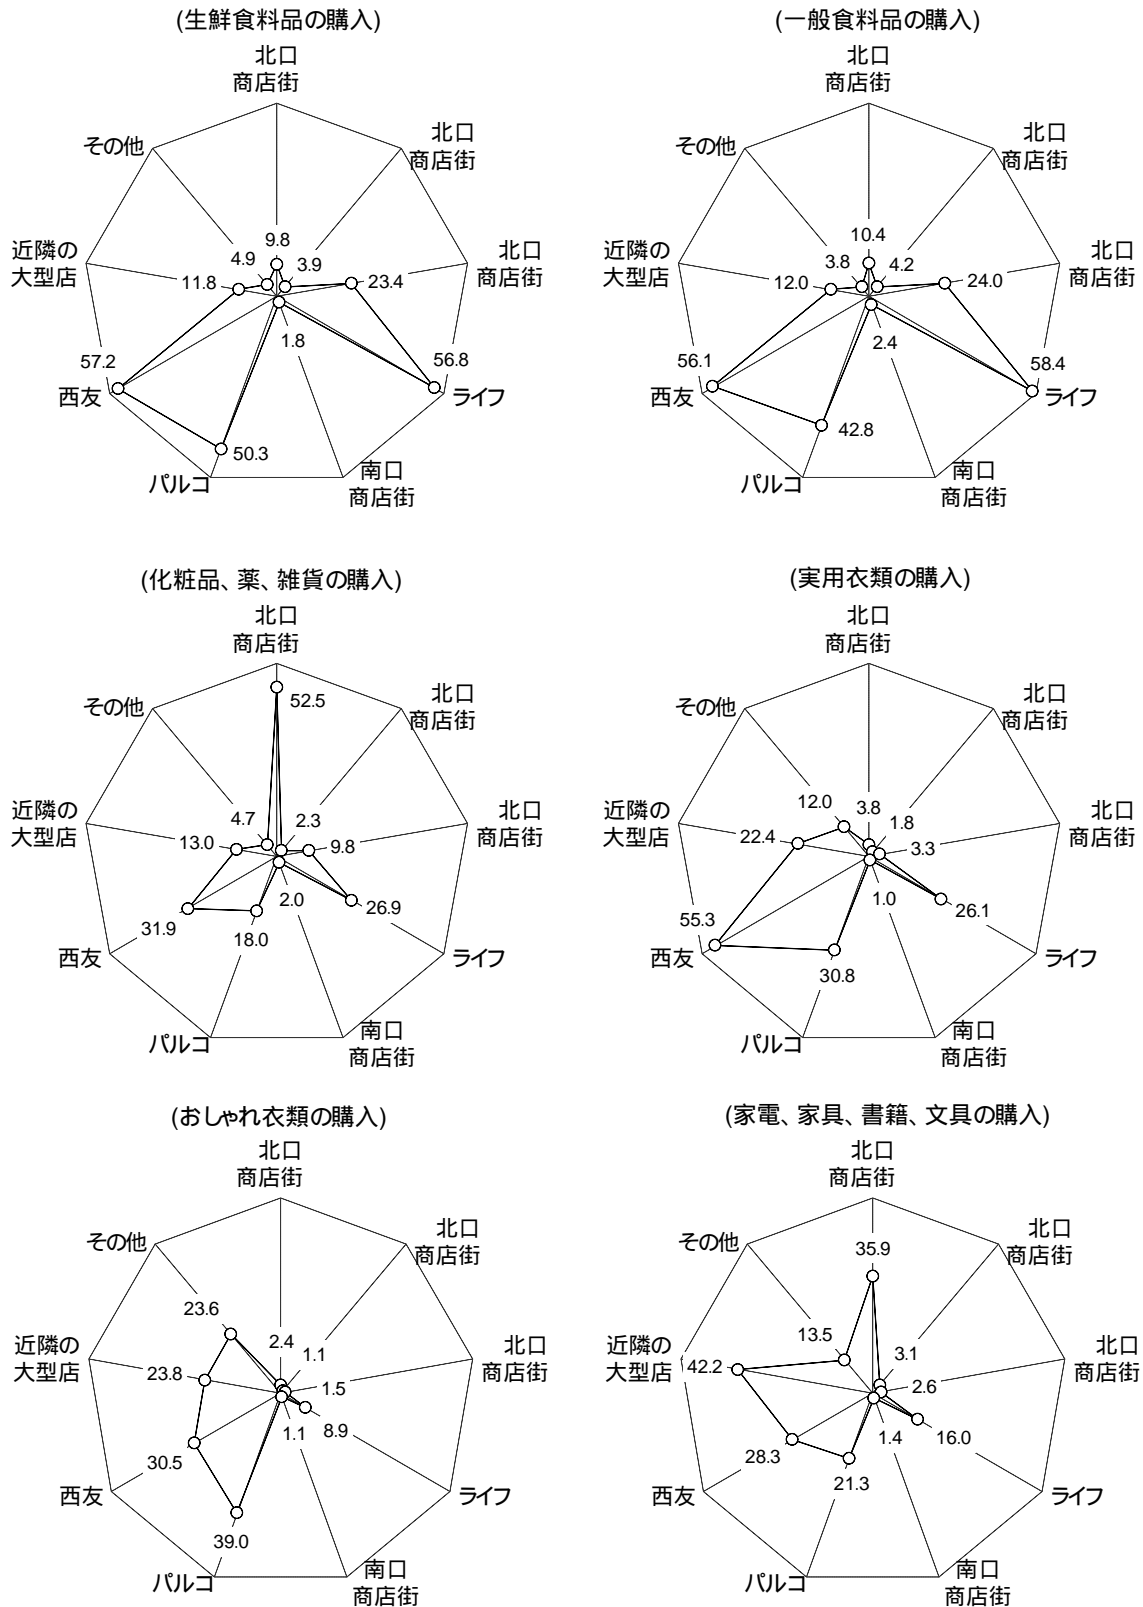 (生鮮食料品の購入)
北口
商店街
北口
商店街
北口
商店街
ライフ
南口
商店街
パルコ
西友
近隣の
大型店
その他
9.8
3.9
23.4
56.8
1.8
50.3
57.2
11.8
4.9
(一般食料品の購入)
北口
商店街
北口
商店街
北口
商店街
ライフ
南口
商店街
パルコ
西友
近隣の
大型店
その他
10.4
4.2
24.0
58.4
2.4
42.8
56.1
12.0
3.8
(化粧品、薬、雑貨の購入)
北口
商店街
北口
商店街
北口
商店街
ライフ
南口
商店街
パルコ
西友
近隣の
大型店
その他
52.5
2.3
9.8
26.9
2.0
18.0
31.9
13.0
4.7
(実用衣類の購入)
北口
商店街
北口
商店街
北口
商店街
ライフ
南口
商店街
パルコ
西友
近隣の
大型店
その他
3.8
1.8
3.3
26.1
1.0
30.8
55.3
22.4
12.0
(おしゃれ衣類の購入)
北口
商店街
北口
商店街
北口
商店街
ライフ
南口
商店街
パルコ
西友
近隣の
大型店
その他
2.4
1.1
1.5
8.9
1.1
39.0
30.5
23.8
23.6
(家電、家具、書籍、文具の購入)
北口
商店街
北口
商店街
北口
商店街
ライフ
南口
商店街
パルコ
西友
近隣の
大型店
その他
35.9
3.1
2.6
16.0
1.4
21.3
28.3
42.2
13.5